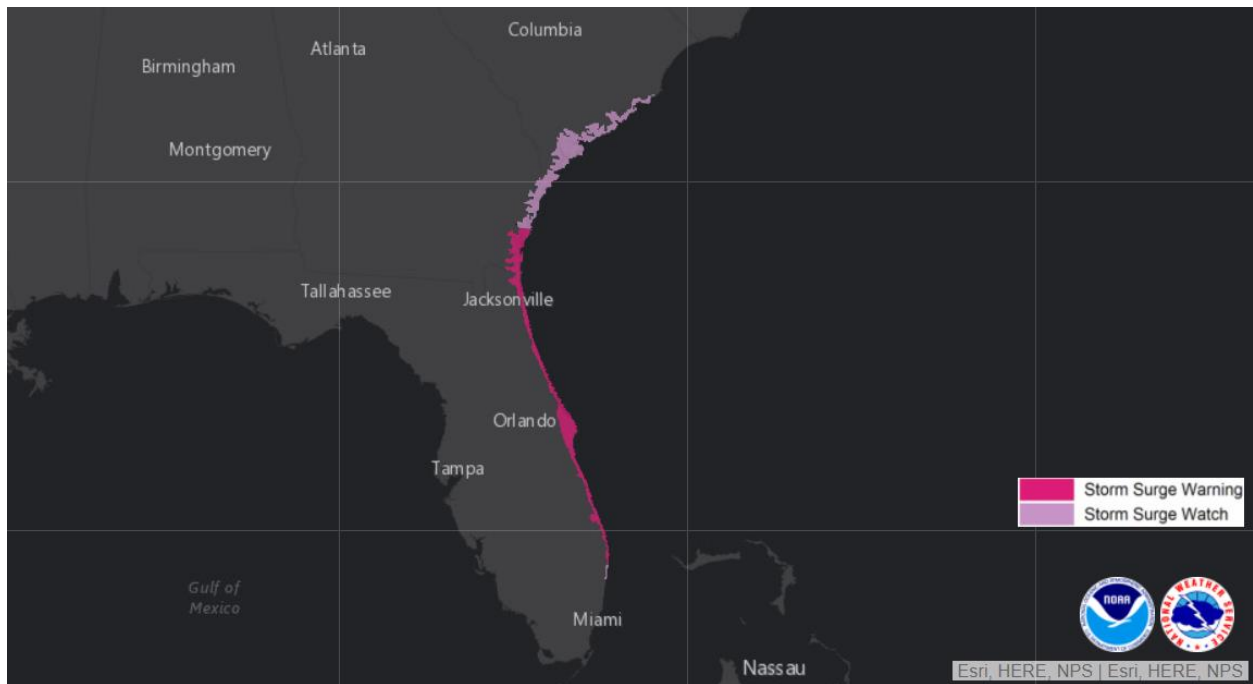 Columbia
Atlanta
Birmingham
Montgomery
Tallahassee
Jacksonville
Orlando
Tampa
Storm Surge Warning
Storm Surge Watch
Gulf of
Mexico
Miami
NOAA
NATIONAL WEATHER SERVICE
Nassau
Esri, HERE, NPS | Esri, HERE, NPS